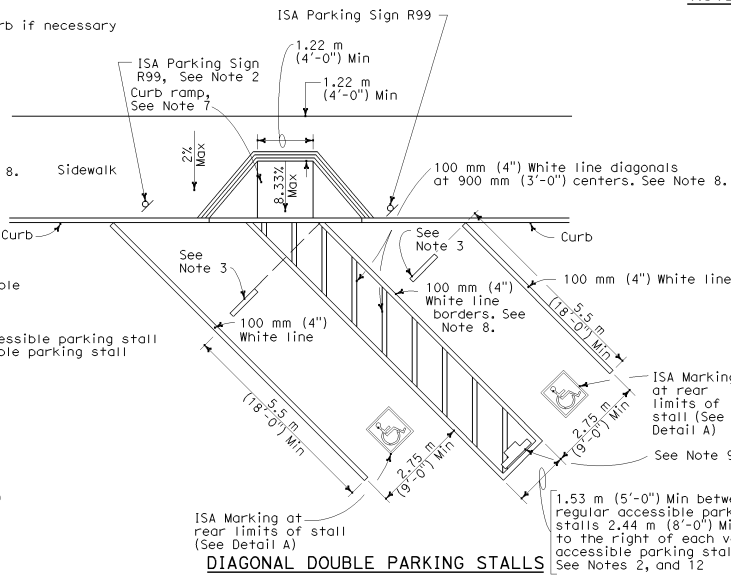 rb if necessary
ISA Parking Sign R99
ISA Parking Sign
R99, See Note 2
Curb ramp,
See Note 7
1.22 m
(4'-0") Min
1.22 m
(4'-0") Min
8.
Sidewalk
2%
Max
8.33%
Max
100 mm (4") White line diagonals
at 900 mm (3'-0") centers. See Note 8.
Curb
Curb
See
Note 3
See
Note 3
100 mm (4") White line
100 mm (4")
White line
borders. See
Note 8.
100 mm (4")
White line
ble
essible parking stall
ble parking stall
5.5 m
(18'-0") Min
5.5 m
(18'-0") Min
2.75 m
(9'-0") Min
2.75 m
(9'-0") Min
ISA Marking
at rear
limits of
stall (See
Detail A)
See Note 9
ISA Marking at
rear limits of stall
(See Detail A)
1.53 m (5'-0") Min betwe
regular accessible park
stalls 2.44 m (8'-0") Mi
to the right of each v
accessible parking stal
See Notes 2, and 12
DIAGONAL DOUBLE PARKING STALLS